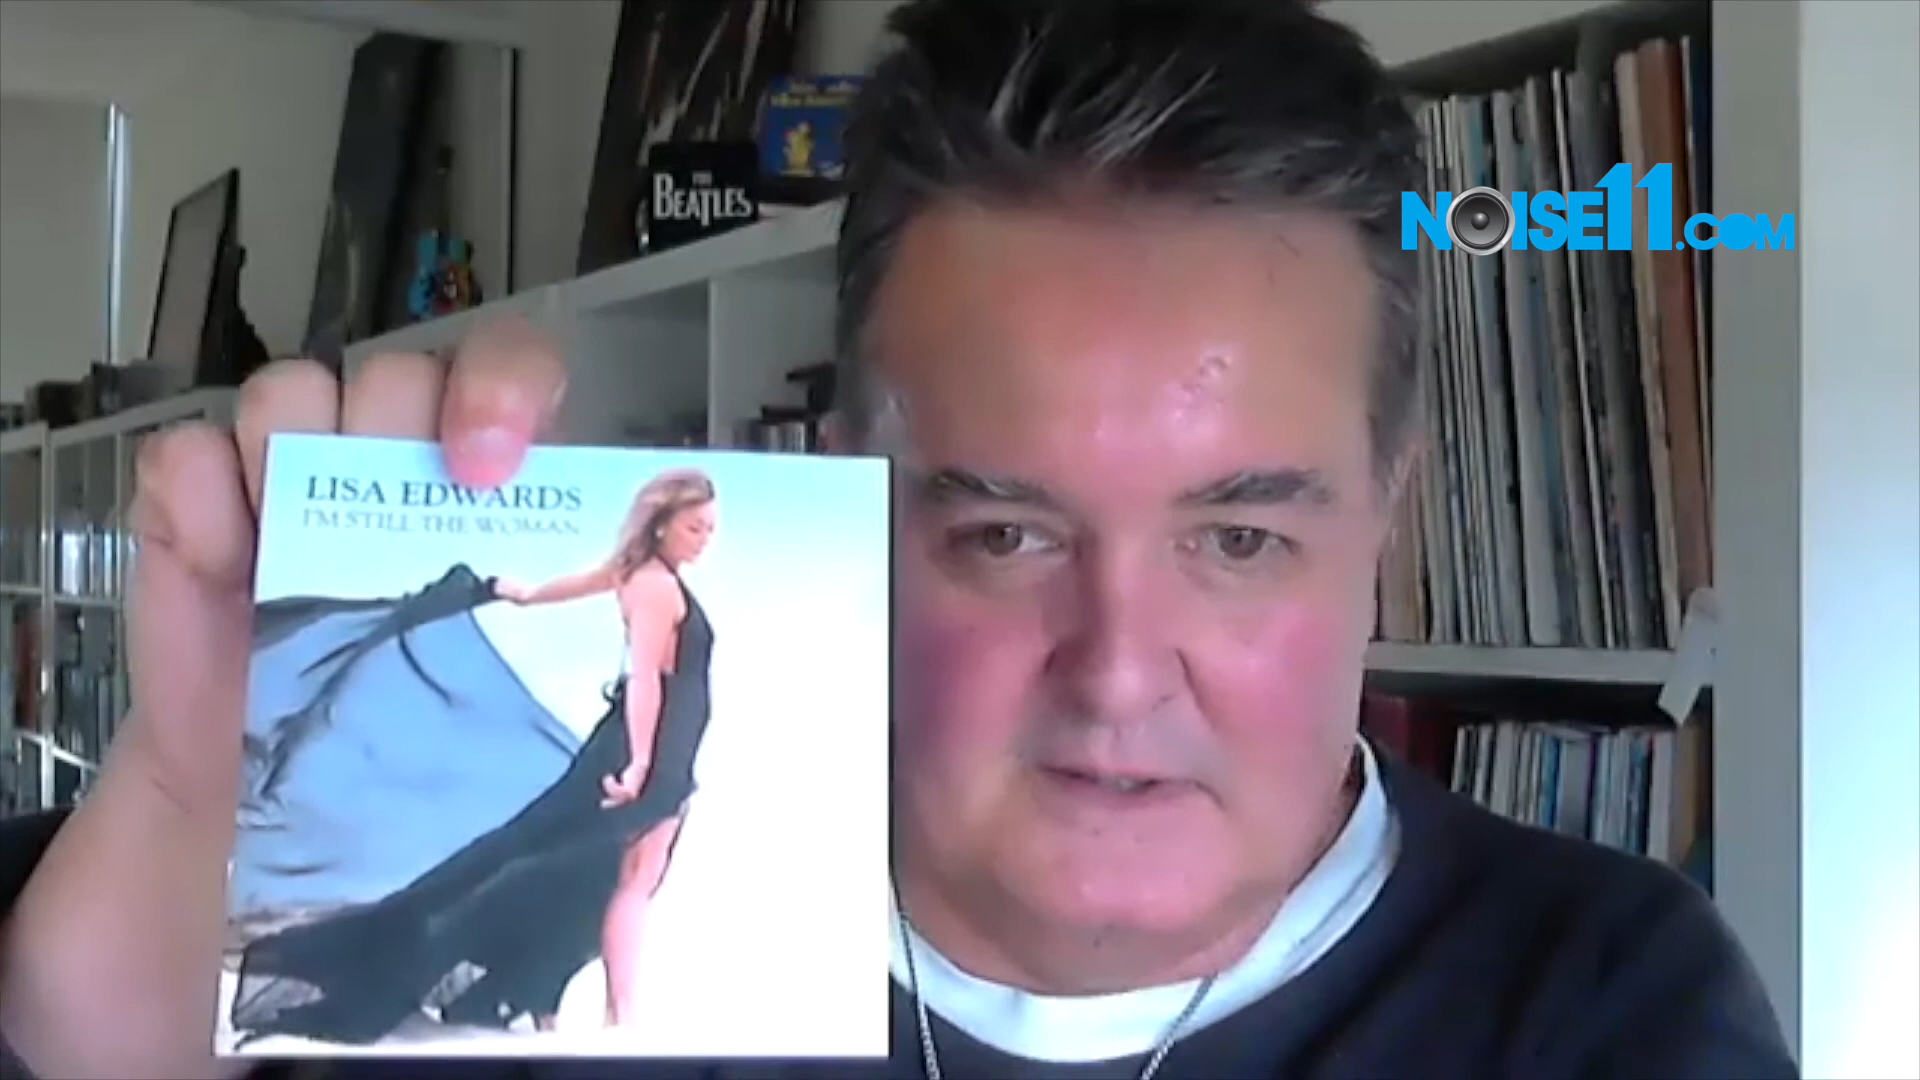 THE
BEATLES
NOISE11.COM
LISA EDWARDS
I'M STILL THE WOMAN